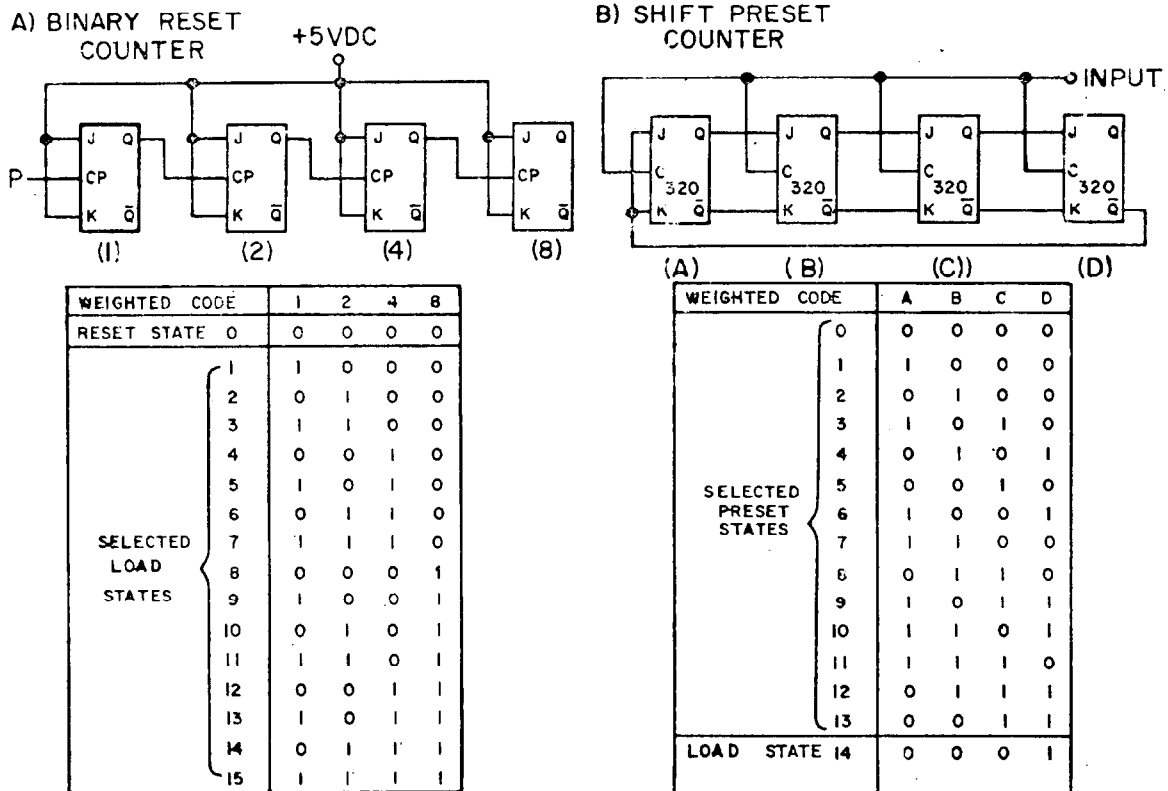 A) BINARY RESET
COUNTER
+5VDC
J Q
CP
K Q̅
(1)
J Q
CP
K Q̅
(2)
J Q
CP
K Q̅
(4)
J Q
CP
K Q̅
(8)
P
WEIGHTED CODE 1 2 4 8
RESET STATE 0 0 0 0 0
SELECTED
LOAD
STATES
1 1 0 0 0
2 0 1 0 0
3 1 1 0 0
4 0 0 1 0
5 1 0 1 0
6 0 1 1 0
7 1 1 1 0
8 0 0 0 1
9 1 0 0 1
10 0 1 0 1
11 1 1 0 1
12 0 0 1 1
13 1 0 1 1
14 0 1 1 1
15 1 1 1 1
B) SHIFT PRESET
COUNTER
INPUT
J Q
C
320
K Q̅
(A)
J Q
C
320
K Q̅
(B)
J Q
C
320
K Q̅
(C))
J Q
C
320
K Q̅
(D)
WEIGHTED CODE A B C D
SELECTED
PRESET
STATES
0 0 0 0 0
1 1 0 0 0
2 0 1 0 0
3 1 0 1 0
4 0 1 0 1
5 0 0 1 0
6 1 0 0 1
7 1 1 0 0
8 0 1 1 0
9 1 0 1 1
10 1 1 0 1
11 1 1 1 0
12 0 1 1 1
13 0 0 1 1
LOAD STATE 14 0 0 0 1